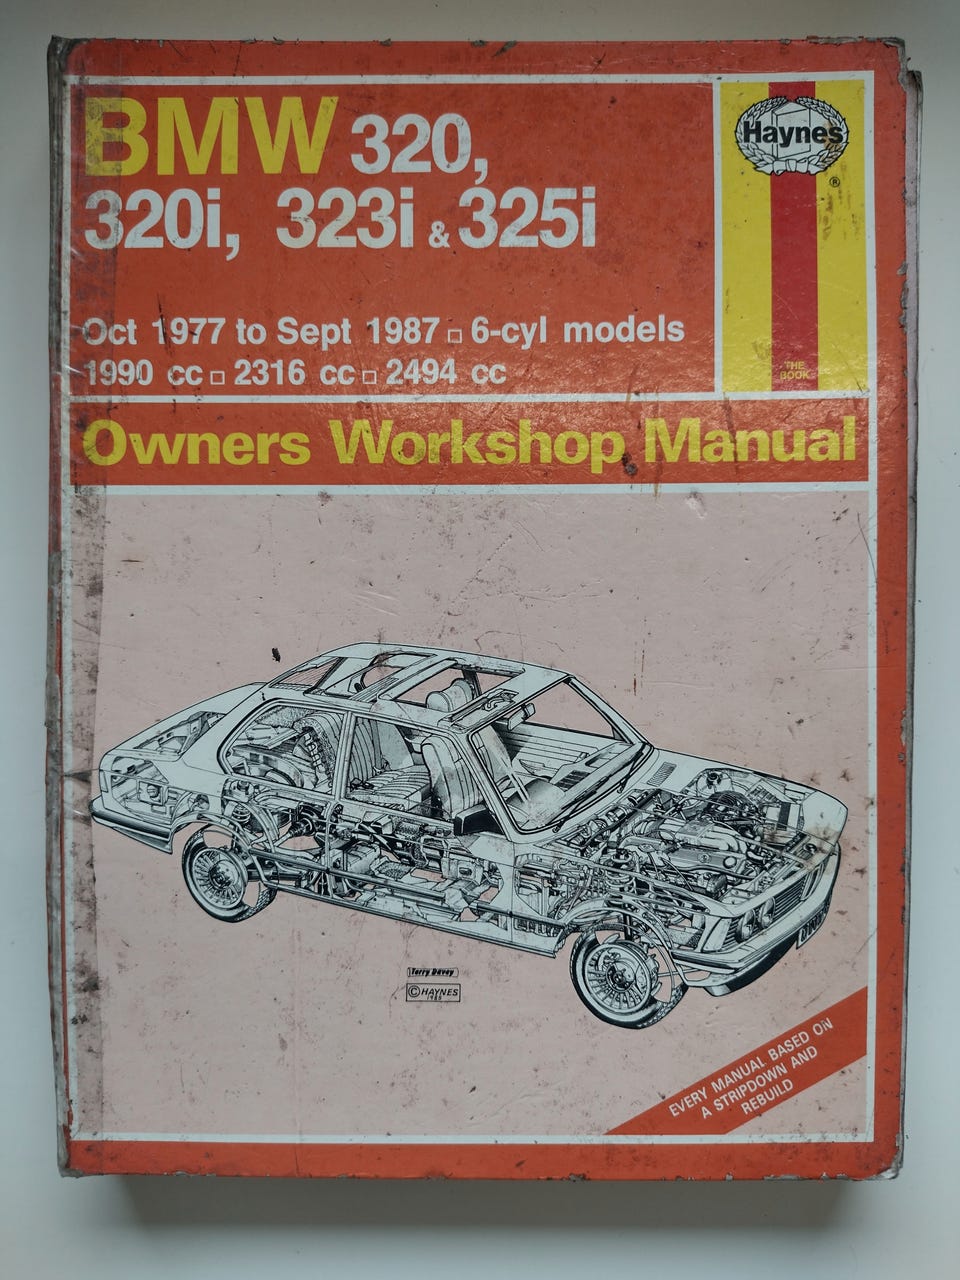 BMW 320,
320i, 323i & 325i
Oct 1977 to Sept 1987 □ 6-cyl models
1990 cc □ 2316 cc □ 2494 cc
Haynes
®
THE
BOOK
Owners Workshop Manual
Terry Davey
© HAYNES
EVERY MANUAL BASED ON
A STRIPDOWN AND
REBUILD